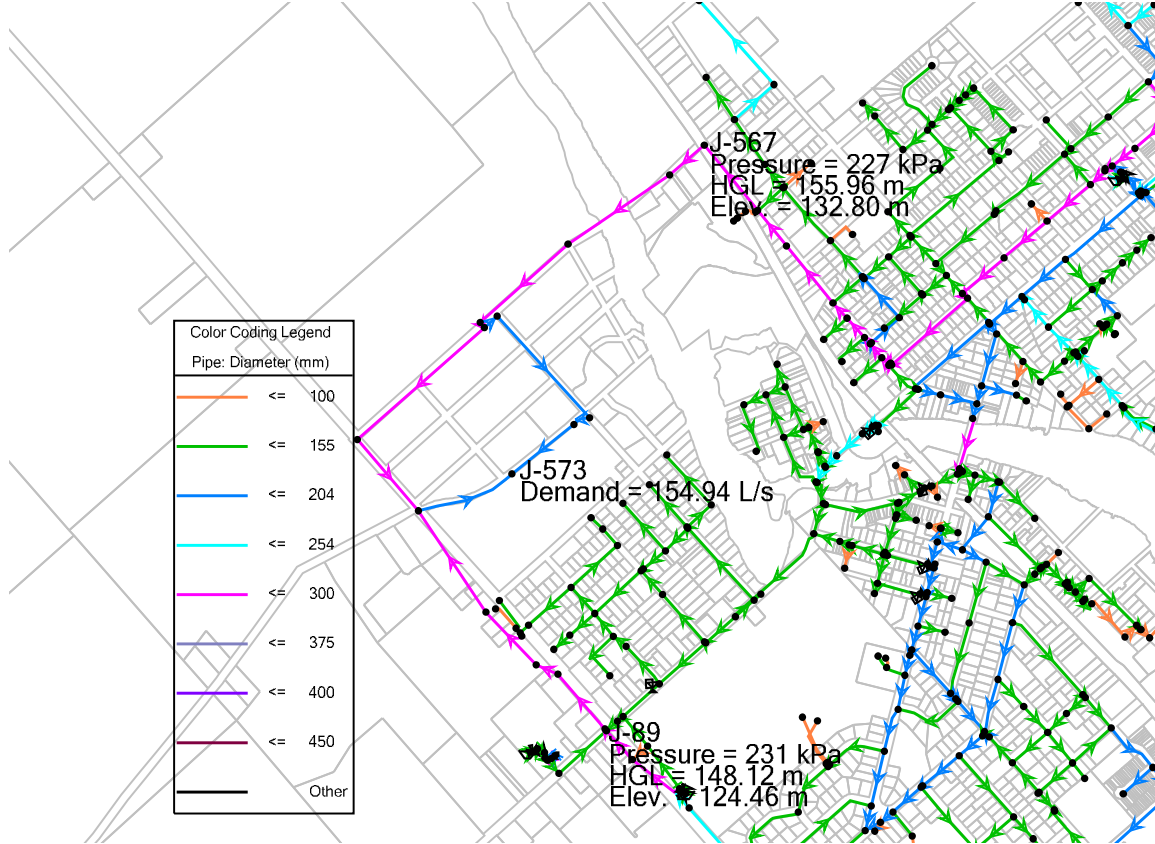 J-567
Pressure = 227 kPa
HGL = 155.96 m
Elev. = 132.80 m
Color Coding Legend
Pipe: Diameter (mm)
<= 100
<= 155
<= 204
<= 254
<= 300
<= 375
<= 400
<= 450
Other
J-573
Demand = 154.94 L/s
J-89
Pressure = 231 kPa
HGL = 148.12 m
Elev. = 124.46 m